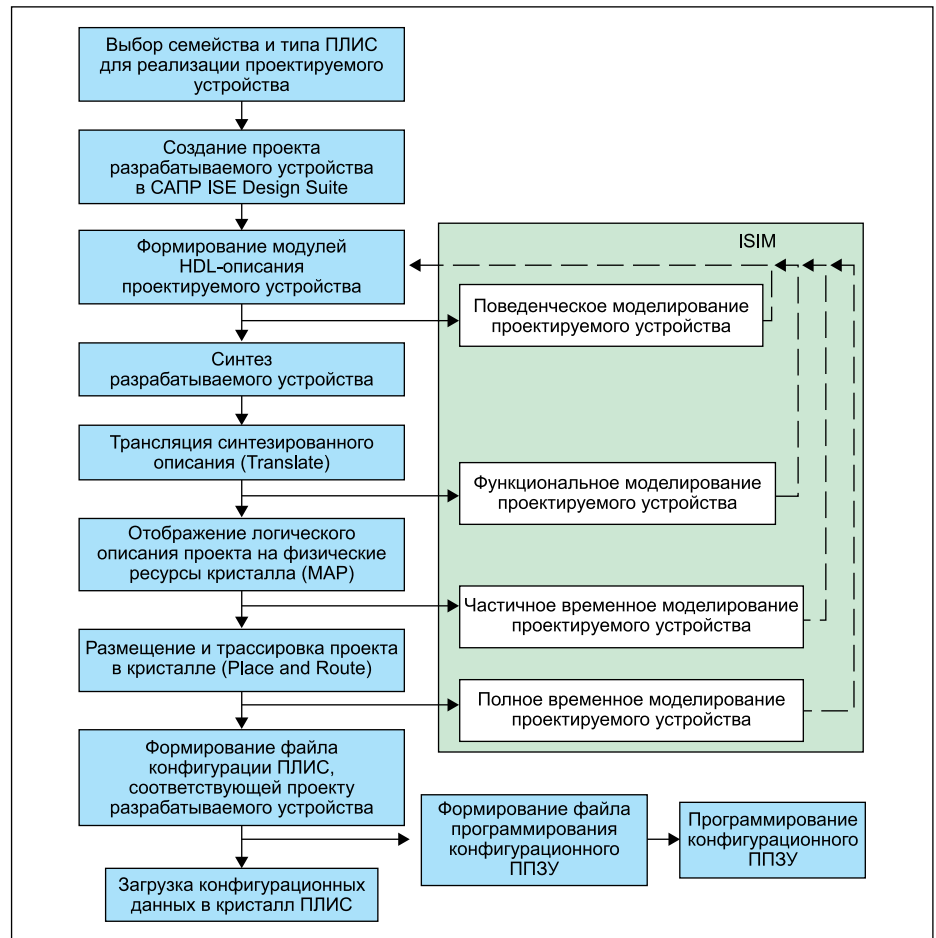 Выбор семейства и типа ПЛИС
для реализации проектируемого
устройства
Создание проекта
разрабатываемого устройства
в САПР ISE Design Suite
ISIM
Формирование модулей
HDL-описания
проектируемого устройства
Поведенческое моделирование
проектируемого устройства
Синтез
разрабатываемого устройства
Трансляция синтезированного
описания (Translate)
Функциональное моделирование
проектируемого устройства
Отображение логического
описания проекта на физические
ресурсы кристалла (MAP)
Частичное временное моделирование
проектируемого устройства
Размещение и трассировка проекта
в кристалле (Place and Route)
Полное временное моделирование
проектируемого устройства
Формирование файла
конфигурации ПЛИС,
соответствующей проекту
разрабатываемого устройства
Формирование файла
программирования
конфигурационного
ППЗУ
Программирование
конфигурационного
ППЗУ
Загрузка конфигурационных
данных в кристалл ПЛИС